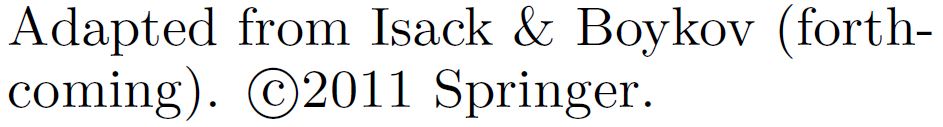 Adapted from Isack & Boykov (forth-
coming). ©2011 Springer.